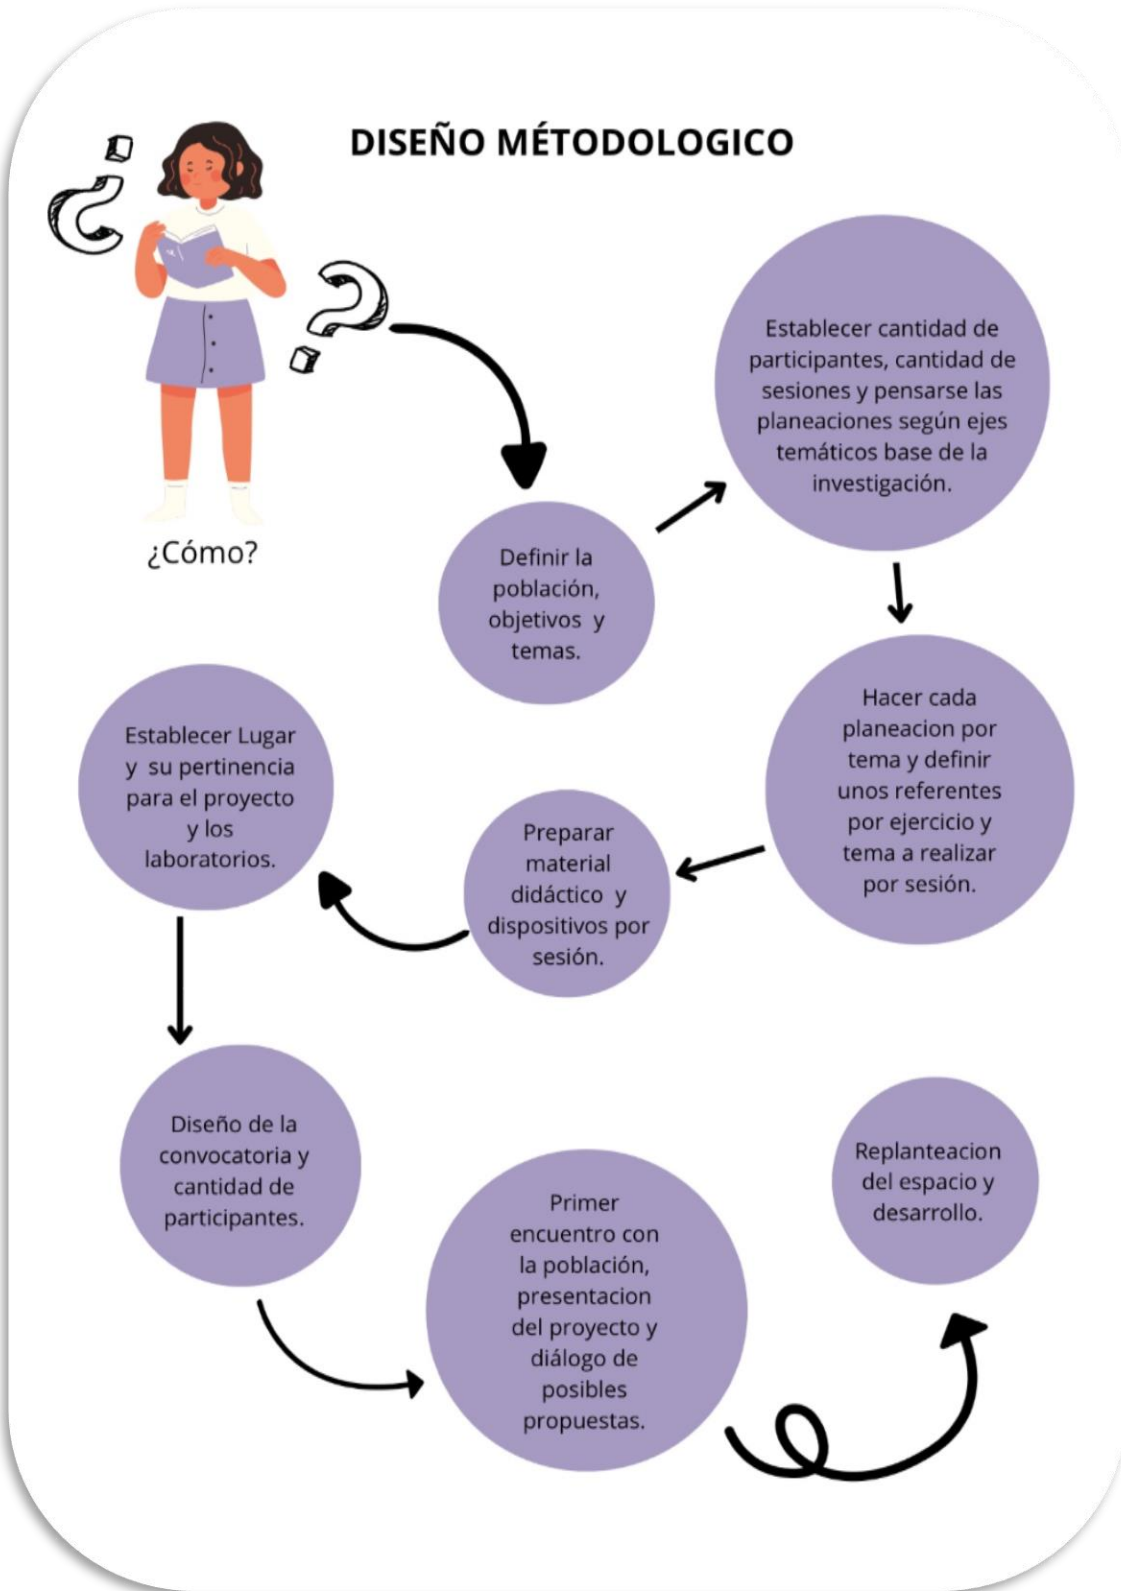 DISEÑO MÉTODOLOGICO
¿
?
¿Cómo?
Definir la
población,
objetivos y
temas.
Establecer cantidad de
participantes, cantidad de
sesiones y pensarse las
planeaciones según ejes
temáticos base de la
investigación.
Hacer cada
planeacion por
tema y definir
unos referentes
por ejercicio y
tema a realizar
por sesión.
Preparar
material
didáctico y
dispositivos por
sesión.
Establecer Lugar
y su pertinencia
para el proyecto
y los
laboratorios.
Diseño de la
convocatoria y
cantidad de
participantes.
Primer
encuentro con
la población,
presentacion
del proyecto y
diálogo de
posibles
propuestas.
Replanteacion
del espacio y
desarrollo.